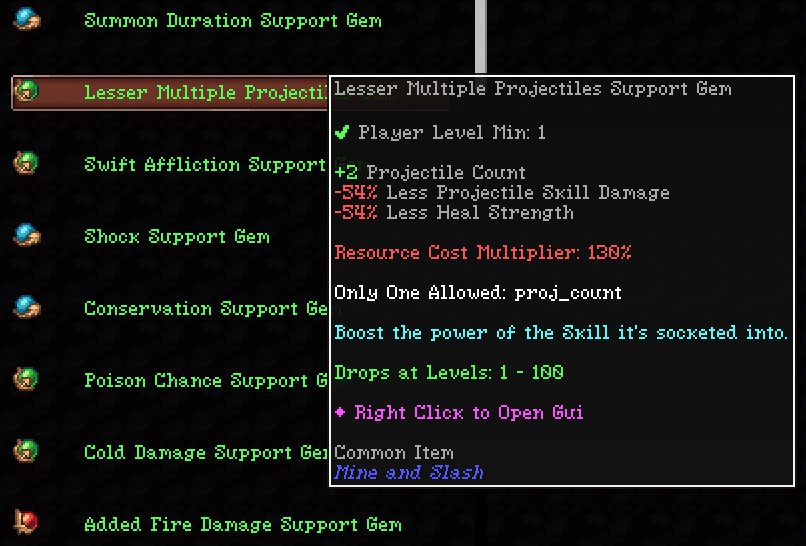 Summon Duration Support Gem
Lesser Multiple Projecti
Swift Affliction Support
Shock Support Gem
Conservation Support Ge
Poison Chance Support G
Cold Damage Support Ge
Added Fire Damage Support Gem
Lesser Multiple Projectiles Support Gem
✔ Player Level Min: 1
+2 Projectile Count
-54% Less Projectile Skill Damage
-54% Less Heal Strength
Resource Cost Multiplier: 130%
Only One Allowed: proj_count
Boost the power of the Skill it's socketed into.
Drops at Levels: 1 - 100
◆ Right Click to Open Gui
Common Item
Mine and Slash